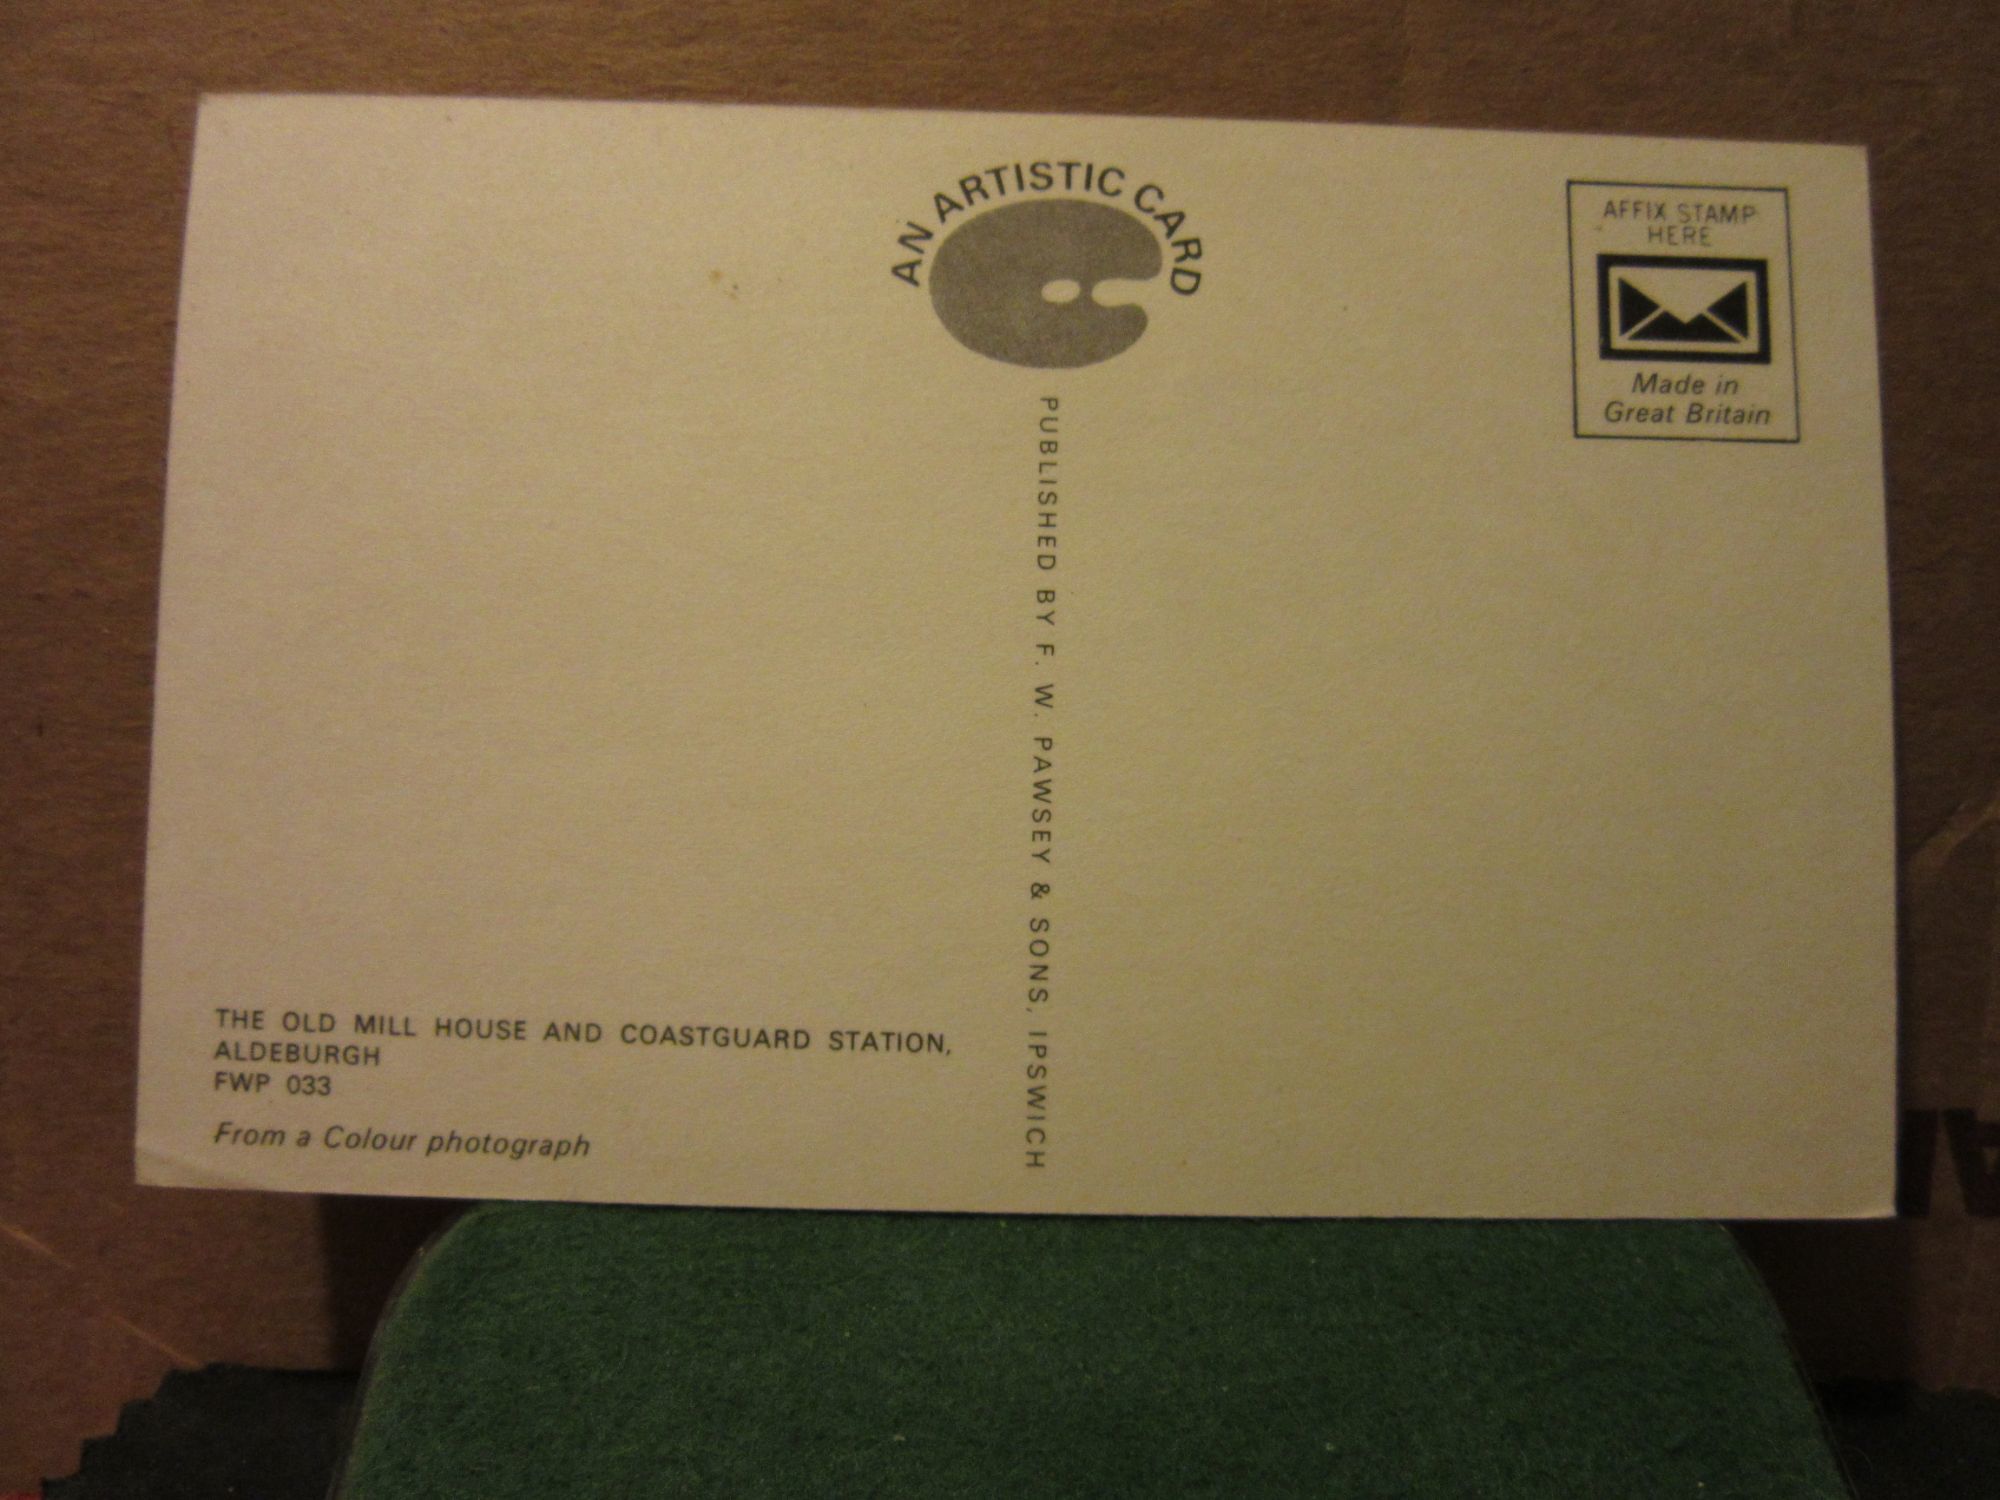 AN ARTISTIC CARD
AFFIX STAMP
HERE
Made in
Great Britain
PUBLISHED BY F. W. PAWSEY & SONS, IPSWICH
THE OLD MILL HOUSE AND COASTGUARD STATION,
ALDEBURGH
FWP 033
From a Colour photograph